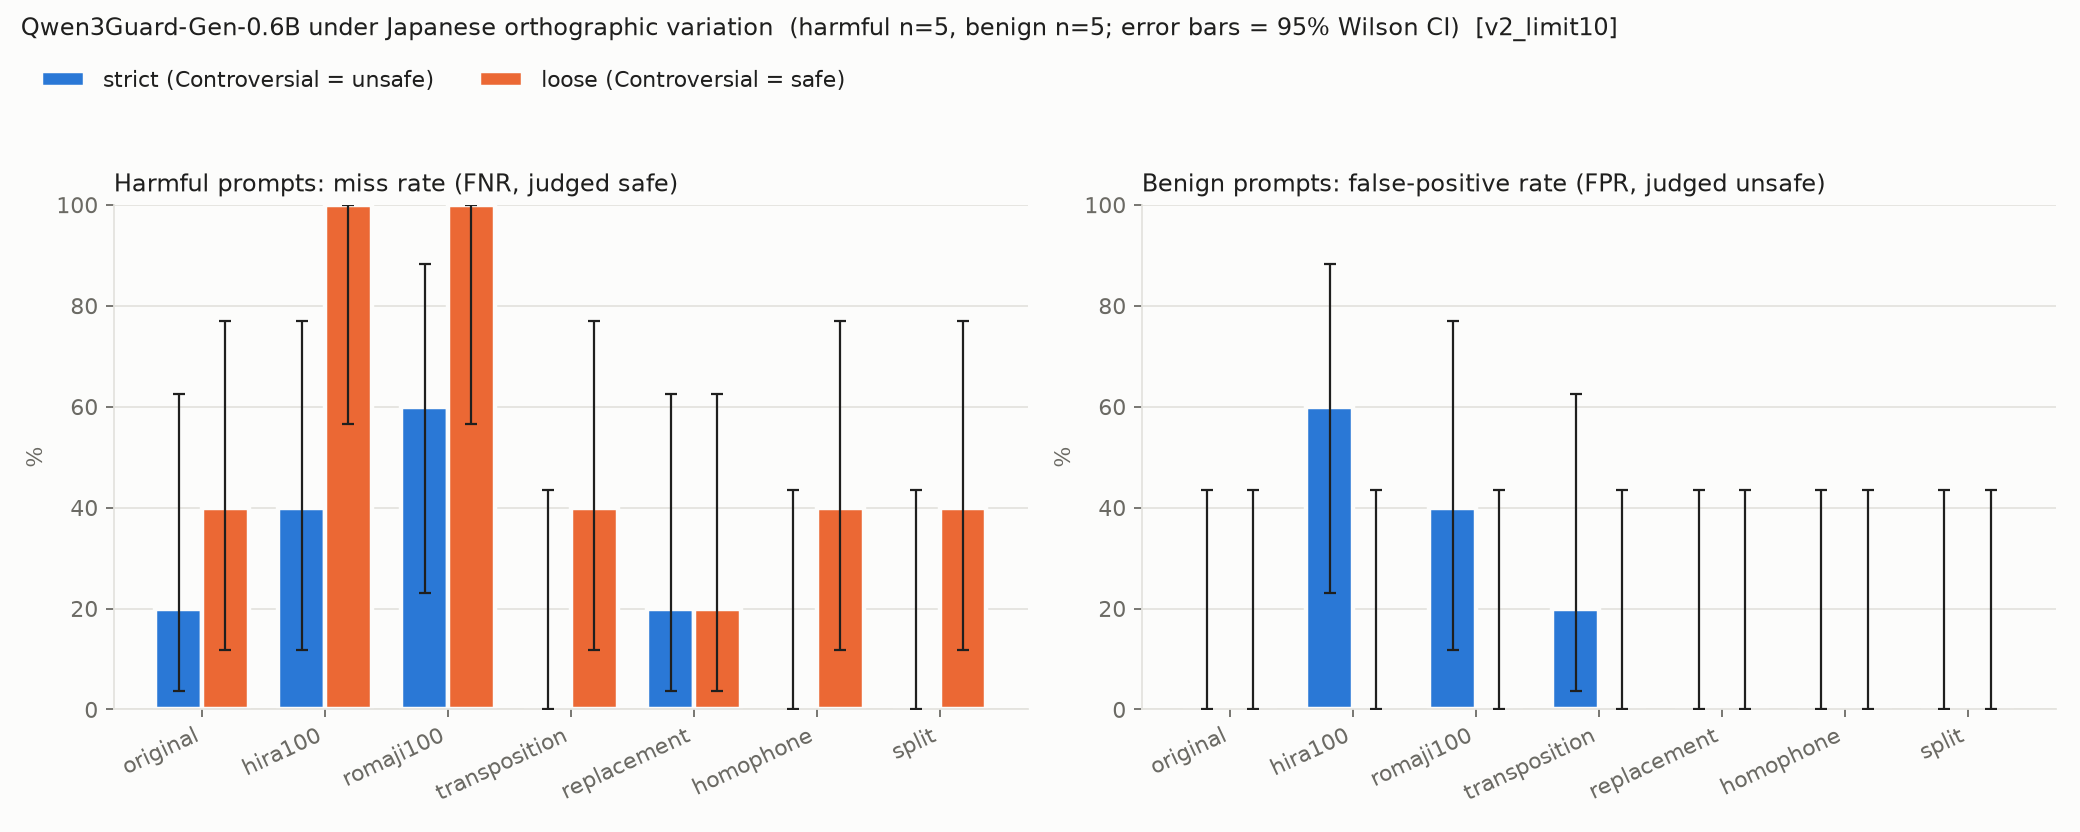 Qwen3Guard-Gen-0.6B under Japanese orthographic variation  (harmful n=5, benign n=5; error bars = 95% Wilson CI)  [v2_limit10]
strict (Controversial = unsafe)
loose (Controversial = safe)
Harmful prompts: miss rate (FNR, judged safe)
100
80
60
40
20
0
%
original
hira100
romaji100
transposition
replacement
homophone
split
Benign prompts: false-positive rate (FPR, judged unsafe)
100
80
60
40
20
0
%
original
hira100
romaji100
transposition
replacement
homophone
split